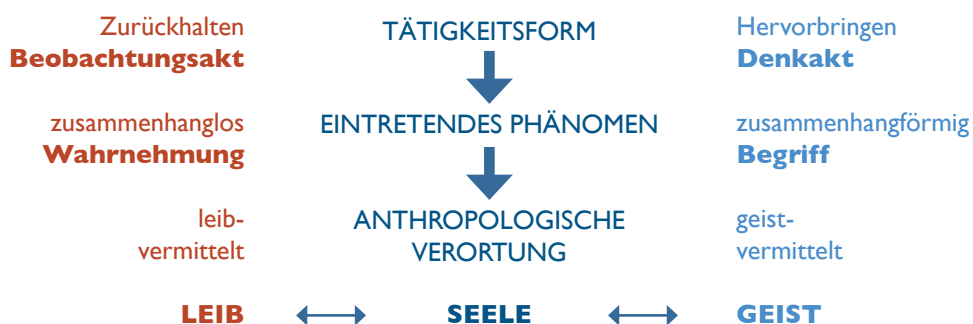 Zurückhalten
Beobachtungsakt
TÄTIGKEITSFORM
Hervorbringen
Denkakt
zusammenhanglos
Wahrnehmung
EINTRETENDES PHÄNOMEN
zusammenhangförmig
Begriff
leib-
vermittelt
ANTHROPOLOGISCHE
VERORTUNG
geist-
vermittelt
LEIB
SEELE
GEIST